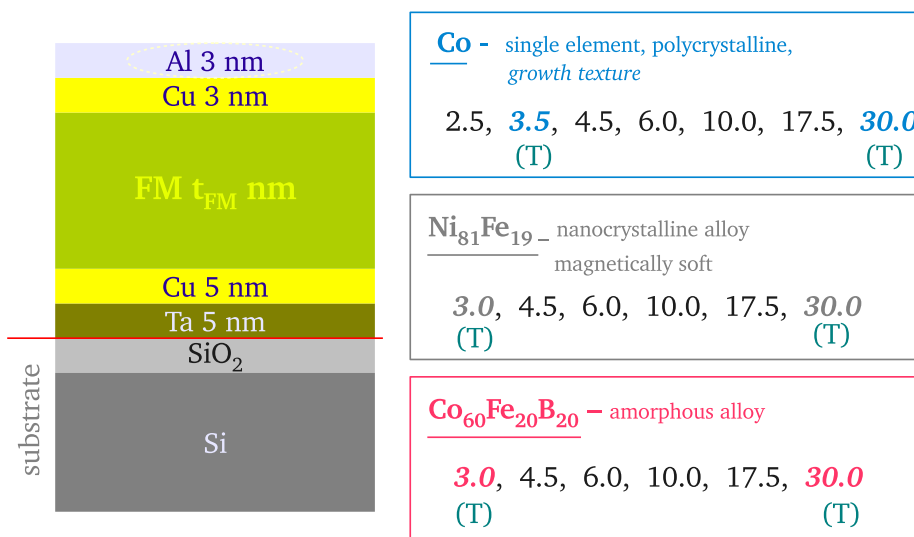 Al 3 nm
Cu 3 nm
FM t_FM nm
Cu 5 nm
Ta 5 nm
SiO₂
Si
substrate
Co - single element, polycrystalline,
growth texture
2.5, 3.5, 4.5, 6.0, 10.0, 17.5, 30.0
(T) (T)
Ni₈₁Fe₁₉ – nanocrystalline alloy
magnetically soft
3.0, 4.5, 6.0, 10.0, 17.5, 30.0
(T) (T)
Co₆₀Fe₂₀B₂₀ – amorphous alloy
3.0, 4.5, 6.0, 10.0, 17.5, 30.0
(T) (T)